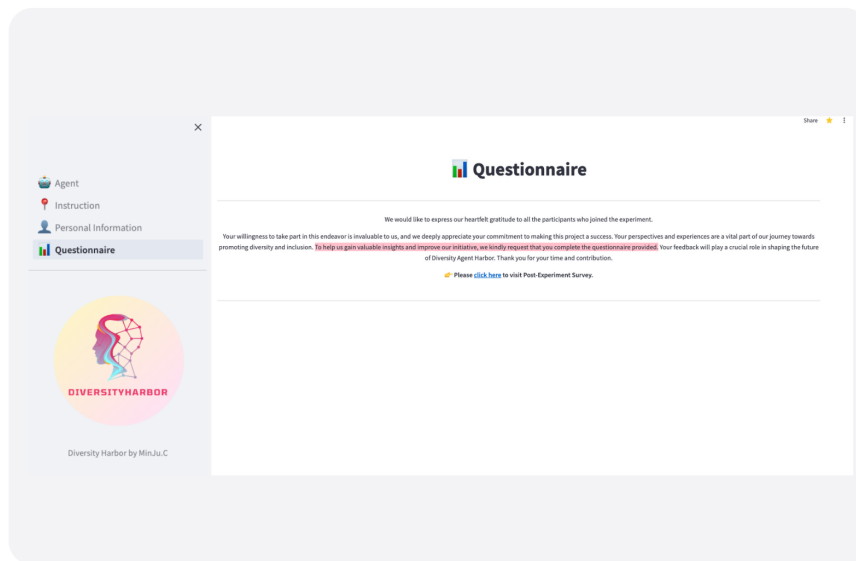 Share
Agent
Instruction
Personal Information
Questionnaire
DIVERSITYHARBOR
Diversity Harbor by MinJu.C
Questionnaire
We would like to express our heartfelt gratitude to all the participants who joined the experiment.
Your willingness to take part in this endeavor is invaluable to us, and we deeply appreciate your commitment to making this project a success. Your perspectives and experiences are a vital part of our journey towards
promoting diversity and inclusion. To help us gain valuable insights and improve our initiative, we kindly request that you complete the questionnaire provided. Your feedback will play a crucial role in shaping the future
of Diversity Agent Harbor. Thank you for your time and contribution.
Please click here to visit Post-Experiment Survey.